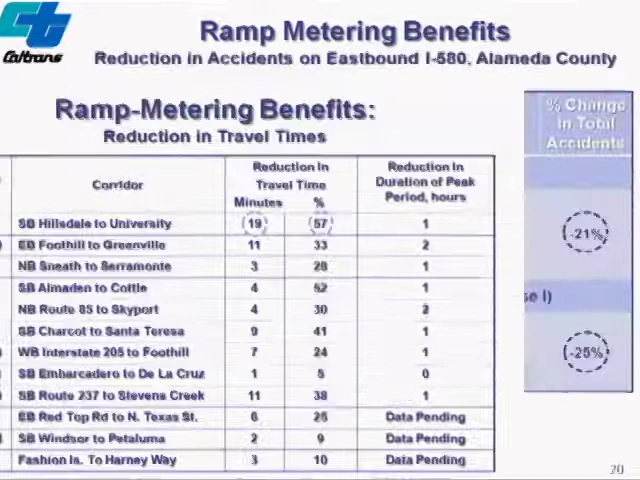 Ramp Metering Benefits
Caltrans
Reduction in Accidents on Eastbound I-580, Alameda County
Ramp-Metering Benefits:
Reduction in Travel Times
% Change
in Total
Accidents
Corridor
Reduction In
Travel Time
Minutes %
Reduction In
Duration of Peak
Period, hours
SB Hillsdale to University 19 57 1
EB Foothill to Greenville 11 33 2
NB Sneath to Serramonte 3 28 1
SB Almaden to Cottle 4 52 1
NB Route 85 to Skyport 4 30 2
SB Charcot to Santa Teresa 9 41 1
WB Interstate 205 to Foothill 7 24 1
SB Embarcadero to De La Cruz 1 5 0
SB Route 237 to Stevens Creek 11 38 1
EB Red Top Rd to N. Texas St. 6 25 Data Pending
SB Windsor to Petaluma 2 9 Data Pending
Fashion Is. To Harney Way 3 10 Data Pending
-21%
se I)
-25%
20